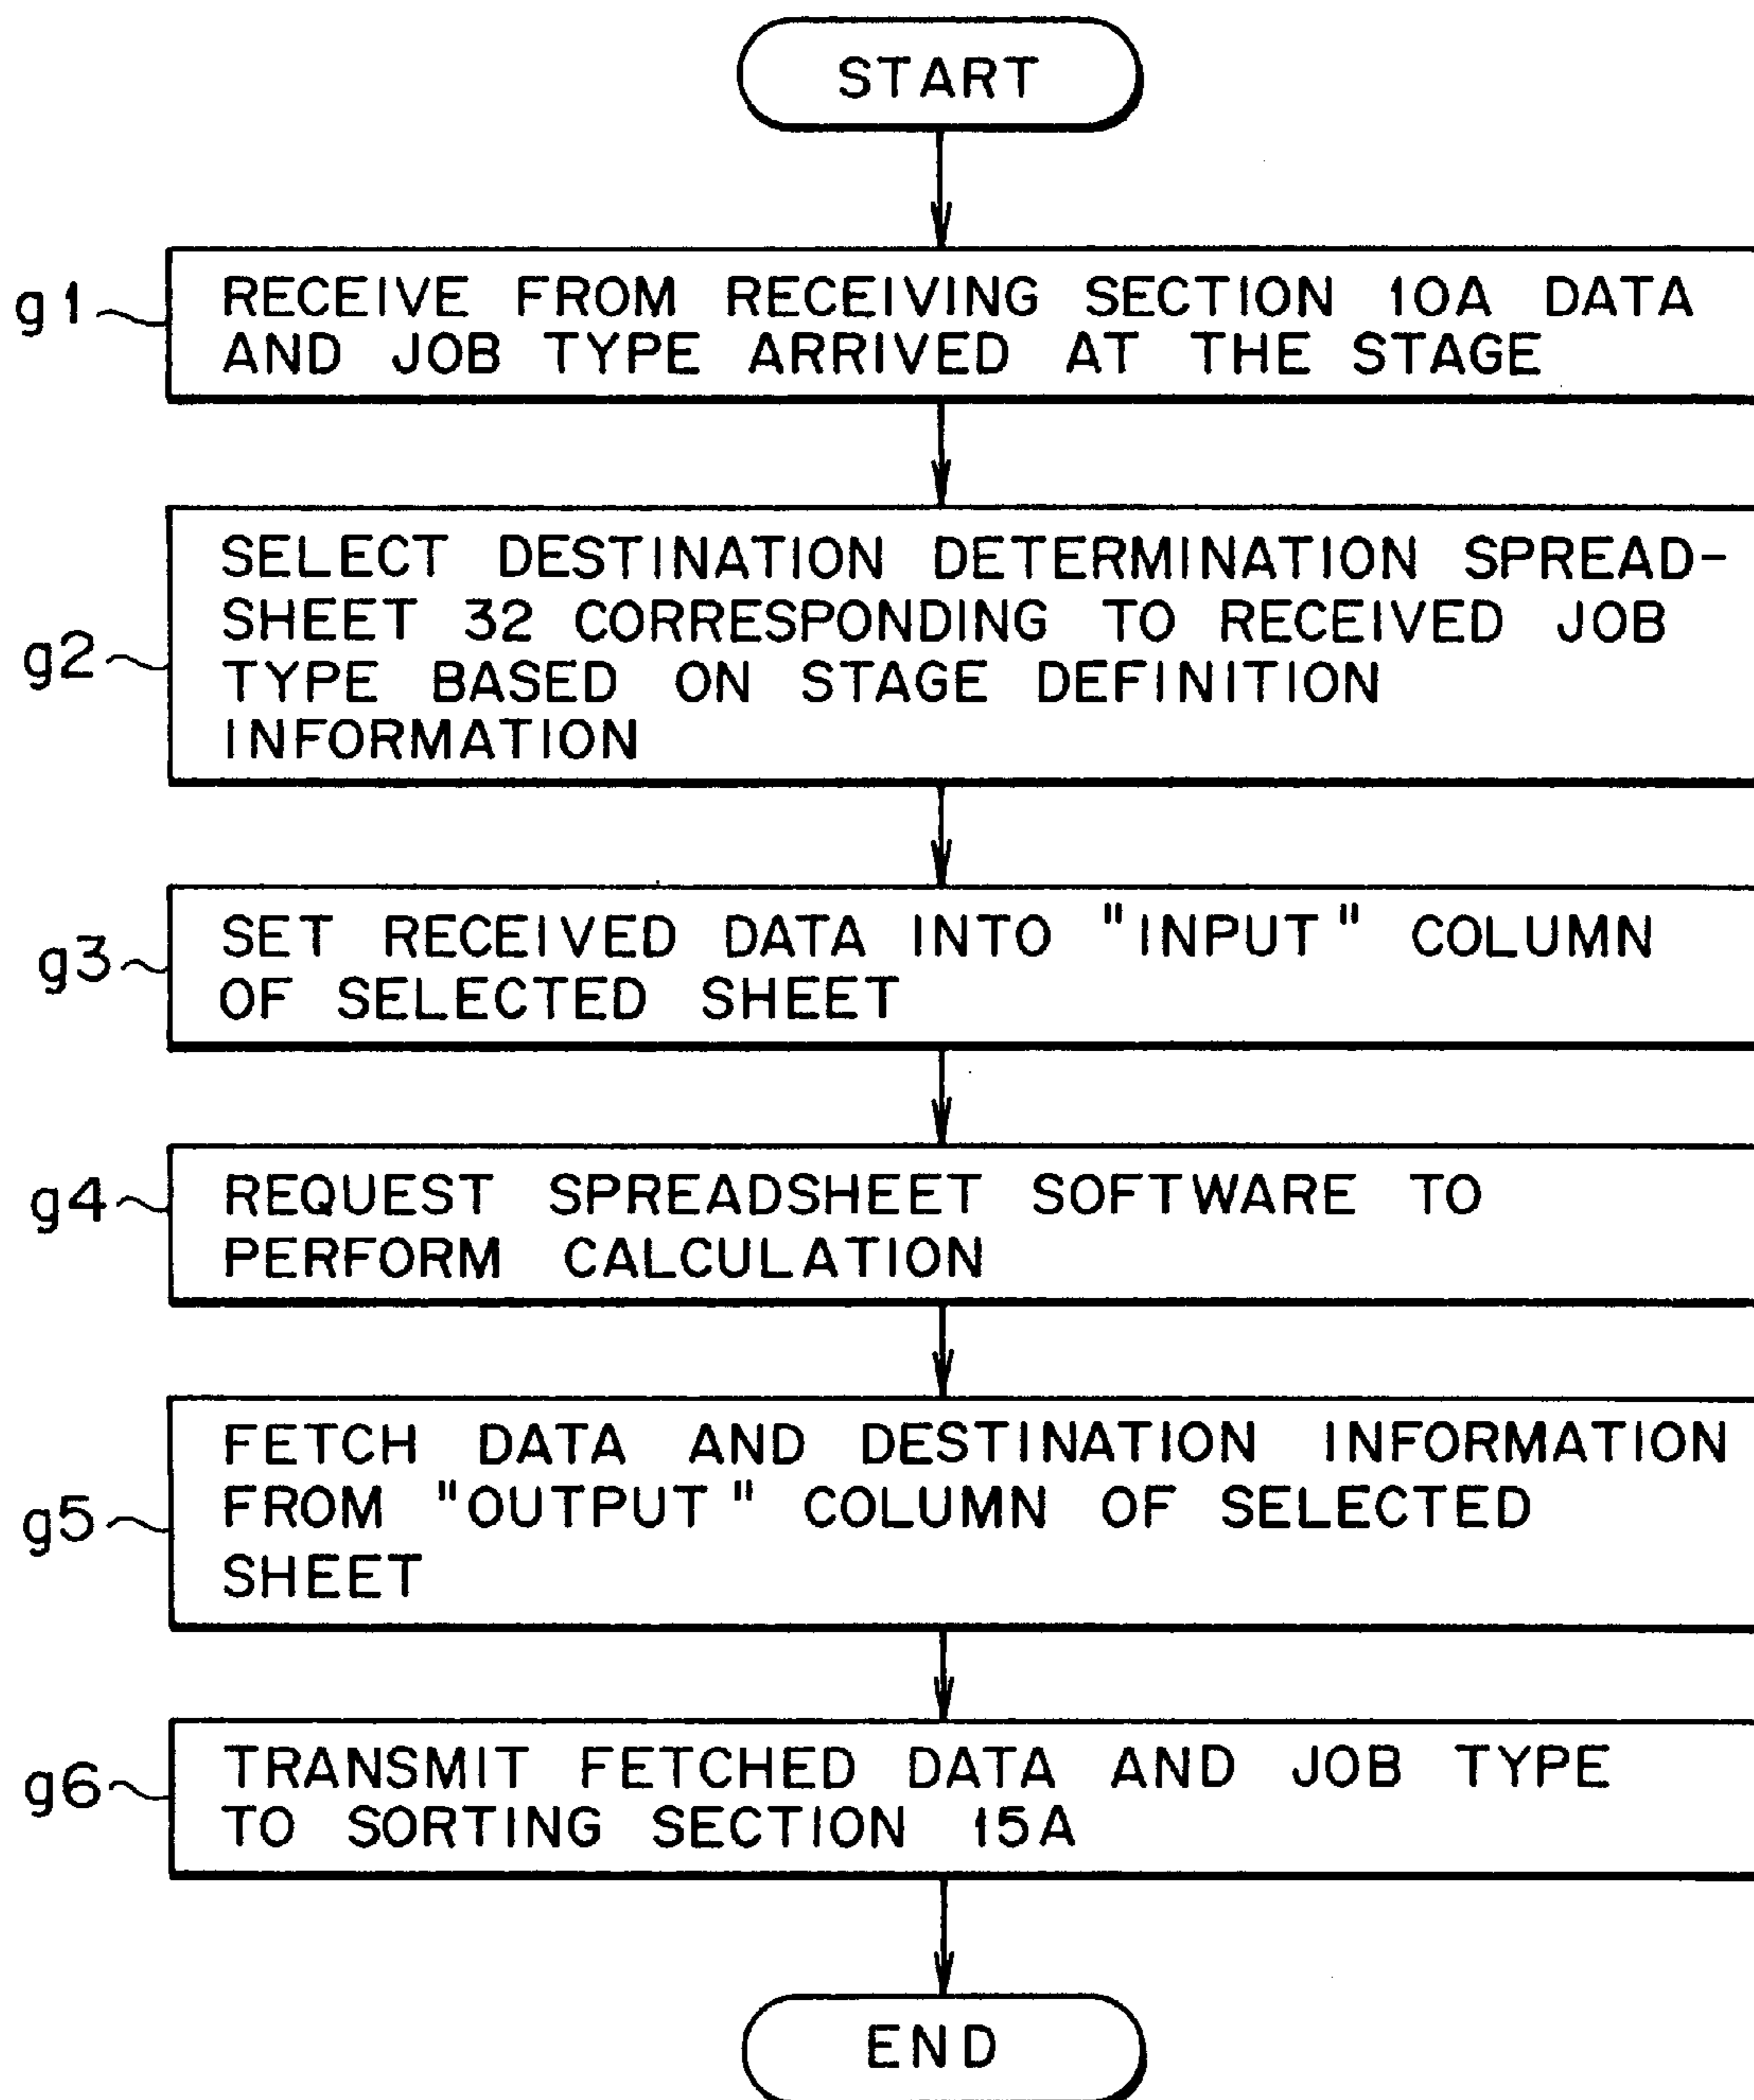 START
g1
RECEIVE FROM RECEIVING SECTION 10A DATA
AND JOB TYPE ARRIVED AT THE STAGE
g2
SELECT DESTINATION DETERMINATION SPREAD-
SHEET 32 CORRESPONDING TO RECEIVED JOB
TYPE BASED ON STAGE DEFINITION
INFORMATION
g3
SET RECEIVED DATA INTO "INPUT" COLUMN
OF SELECTED SHEET
g4
REQUEST SPREADSHEET SOFTWARE TO
PERFORM CALCULATION
g5
FETCH DATA AND DESTINATION INFORMATION
FROM "OUTPUT" COLUMN OF SELECTED
SHEET
g6
TRANSMIT FETCHED DATA AND JOB TYPE
TO SORTING SECTION 15A
END